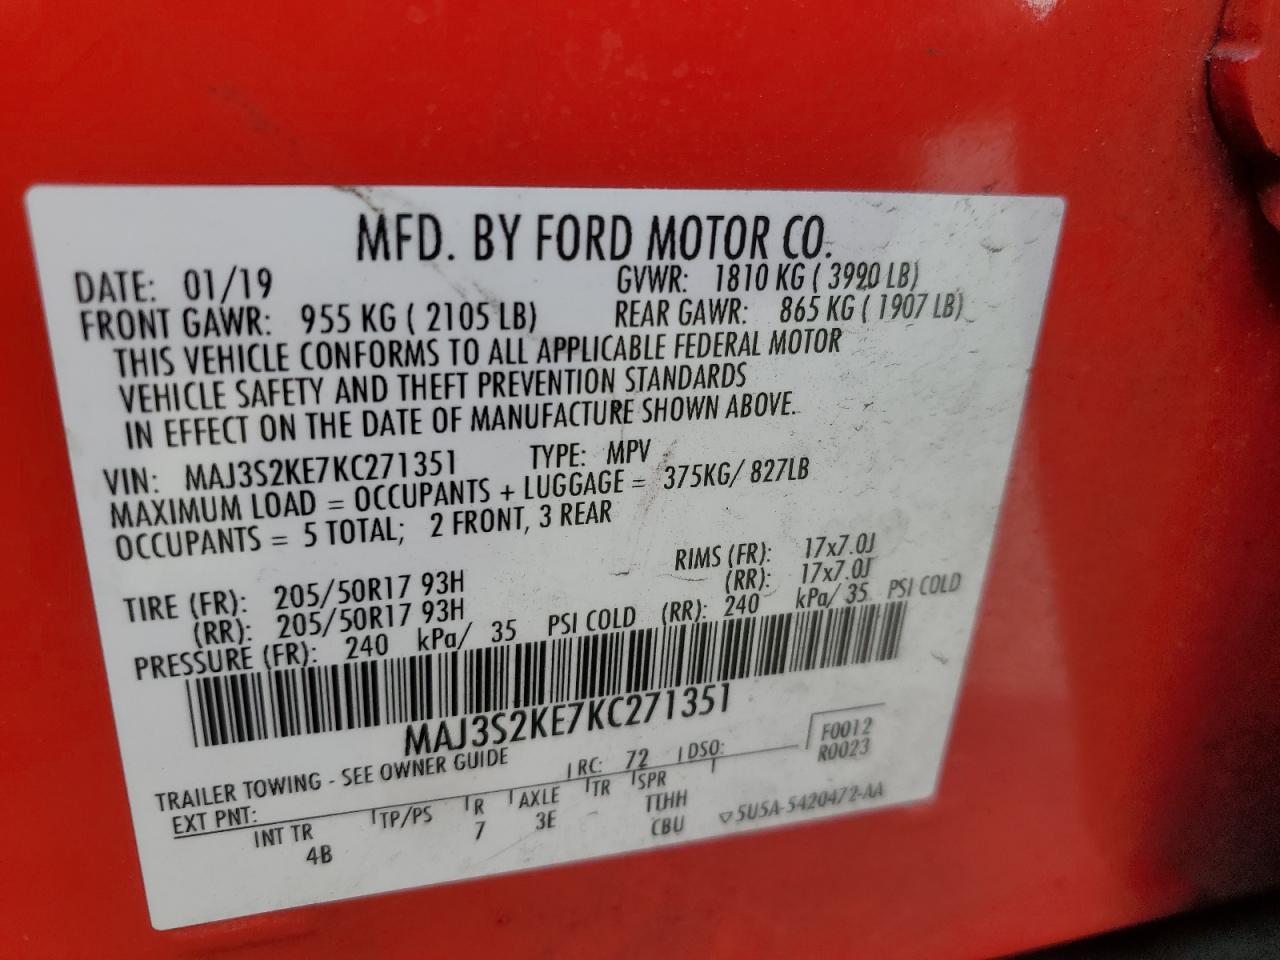 MFD. BY FORD MOTOR CO.
DATE: 01/19 GVWR: 1810 KG ( 3990 LB)
FRONT GAWR: 955 KG ( 2105 LB) REAR GAWR: 865 KG ( 1907 LB)
THIS VEHICLE CONFORMS TO ALL APPLICABLE FEDERAL MOTOR
VEHICLE SAFETY AND THEFT PREVENTION STANDARDS
IN EFFECT ON THE DATE OF MANUFACTURE SHOWN ABOVE.
VIN: MAJ3S2KE7KC271351 TYPE: MPV
MAXIMUM LOAD = OCCUPANTS + LUGGAGE = 375KG/ 827LB
OCCUPANTS = 5 TOTAL; 2 FRONT, 3 REAR
RIMS (FR): 17x7.0J
TIRE (FR): 205/50R17 93H (RR): 17x7.0J
(RR): 205/50R17 93H
PRESSURE (FR): 240 kPa/ 35 PSI COLD (RR): 240 kPa/ 35 PSI COLD
MAJ3S2KE7KC271351
TRAILER TOWING - SEE OWNER GUIDE
EXT PNT: RC: 72 DSO: F0012
R0023
INT TR TP/PS R AXLE TR SPR
4B 7 3E TTHH
CBU 5U5A-5420472-AA